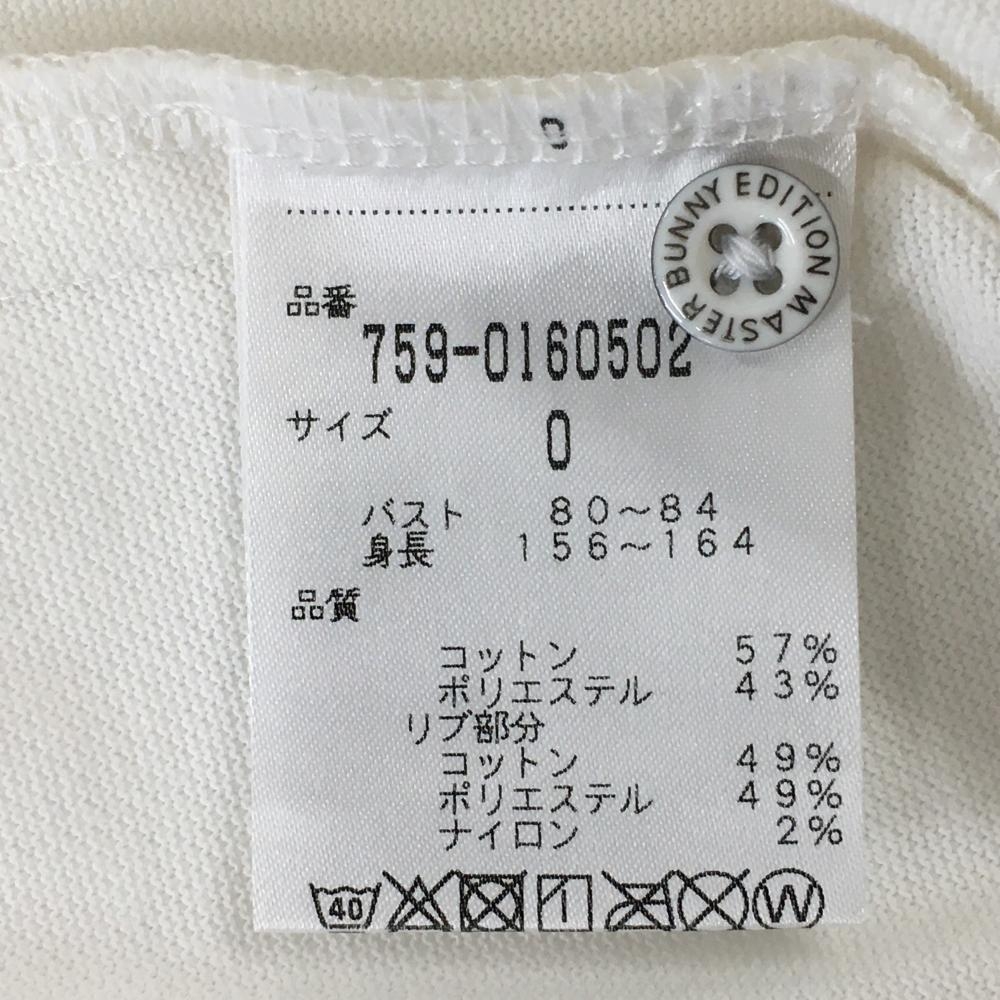 MASTER BUNNY EDITION
品番
759-0160502
サイズ 0
バスト 80〜84
身長 156〜164
品質
コットン 57%
ポリエステル 43%
リブ部分
コットン 49%
ポリエステル 49%
ナイロン 2%
40 W